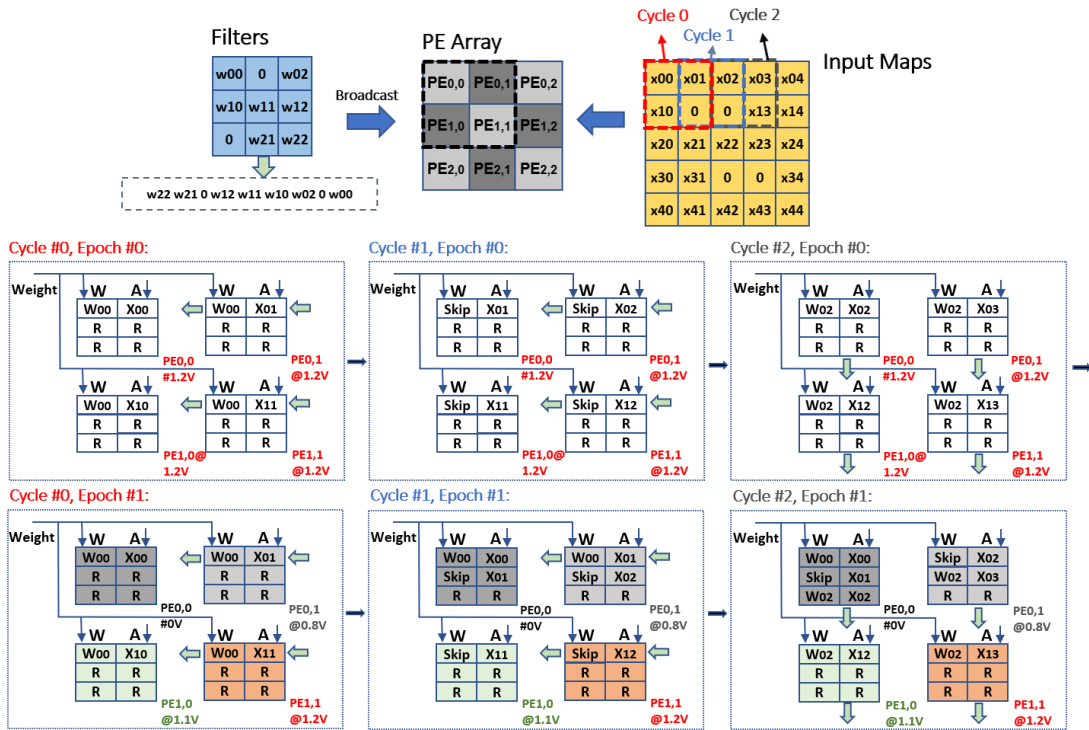 Cycle 0
Cycle 2
Cycle 1
Filters
PE Array
Input Maps
w00 0 w02
w10 w11 w12
0 w21 w22
Broadcast
PE0,0 PE0,1 PE0,2
PE1,0 PE1,1 PE1,2
PE2,0 PE2,1 PE2,2
x00 x01 x02 x03 x04
x10 0 0 x13 x14
x20 x21 x22 x23 x24
x30 x31 0 0 x34
x40 x41 x42 x43 x44
w22 w21 0 w12 w11 w10 w02 0 w00
Cycle #0, Epoch #0:
Weight
W A W A
W00 X00 W00 X01
R R R R
R R R R
PE0,0
#1.2V
PE0,1
@1.2V
W A W A
W00 X10 W00 X11
R R R R
R R R R
PE1,0@
1.2V
PE1,1
@1.2V
Cycle #1, Epoch #0:
Weight
W A W A
Skip X01 Skip X02
R R R R
R R R R
PE0,0
#1.2V
PE0,1
@1.2V
W A W A
Skip X11 Skip X12
R R R R
R R R R
PE1,0@
1.2V
PE1,1
@1.2V
Cycle #2, Epoch #0:
Weight
W A W A
W02 X02 W02 X03
R R R R
R R R R
PE0,0
#1.2V
PE0,1
@1.2V
W A W A
W02 X12 W02 X13
R R R R
R R R R
PE1,0@
1.2V
PE1,1
@1.2V
Cycle #0, Epoch #1:
Weight
W A W A
W00 X00 W00 X01
R R R R
R R R R
PE0,0
#0V
PE0,1
@0.8V
W A W A
W00 X10 W00 X11
R R R R
R R R R
PE1,0
@1.1V
PE1,1
@1.2V
Cycle #1, Epoch #1:
Weight
W A W A
W00 X00 W00 X01
Skip X01 Skip X02
R R R R
PE0,0
#0V
PE0,1
@0.8V
W A W A
Skip X11 Skip X12
R R R R
R R R R
PE1,0
@1.1V
PE1,1
@1.2V
Cycle #2, Epoch #1:
Weight
W A W A
W00 X00 Skip X02
Skip X01 W02 X03
W02 X02 R R
PE0,0
#0V
PE0,1
@0.8V
W A W A
W02 X12 W02 X13
R R R R
R R R R
PE1,0
@1.1V
PE1,1
@1.2V